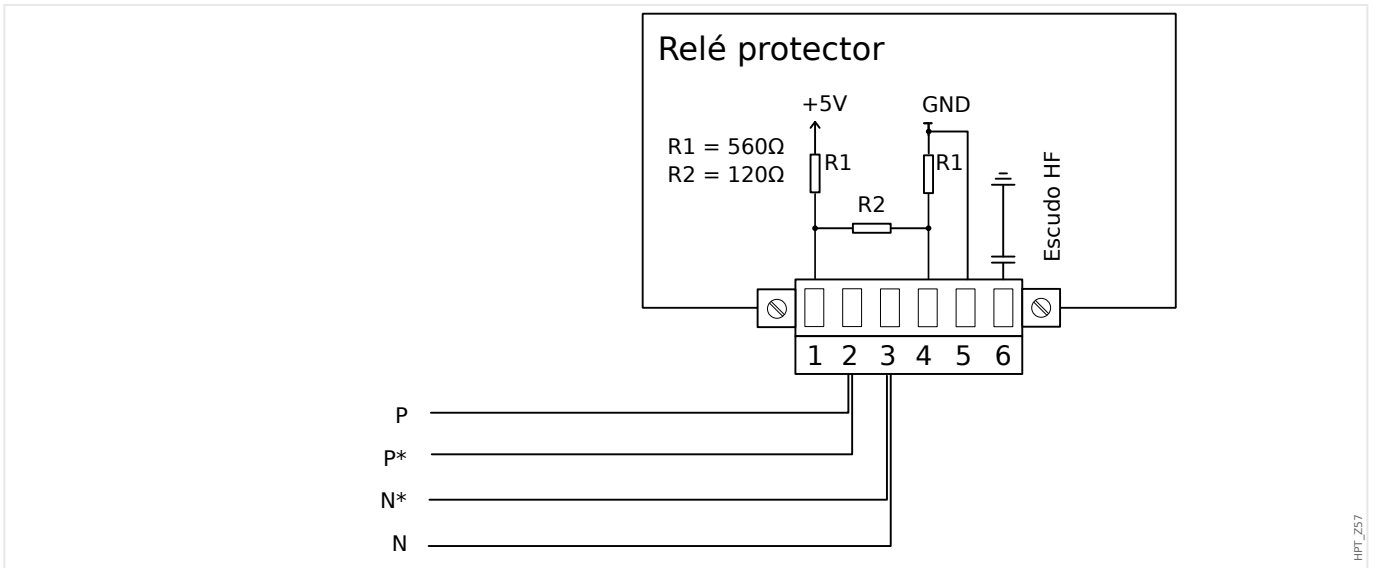 Relé protector
+5V
GND
R1 = 560Ω
R2 = 120Ω
R1
R1
R2
Escudo HF
1 2 3 4 5 6
P
P*
N*
N
HPT_Z57